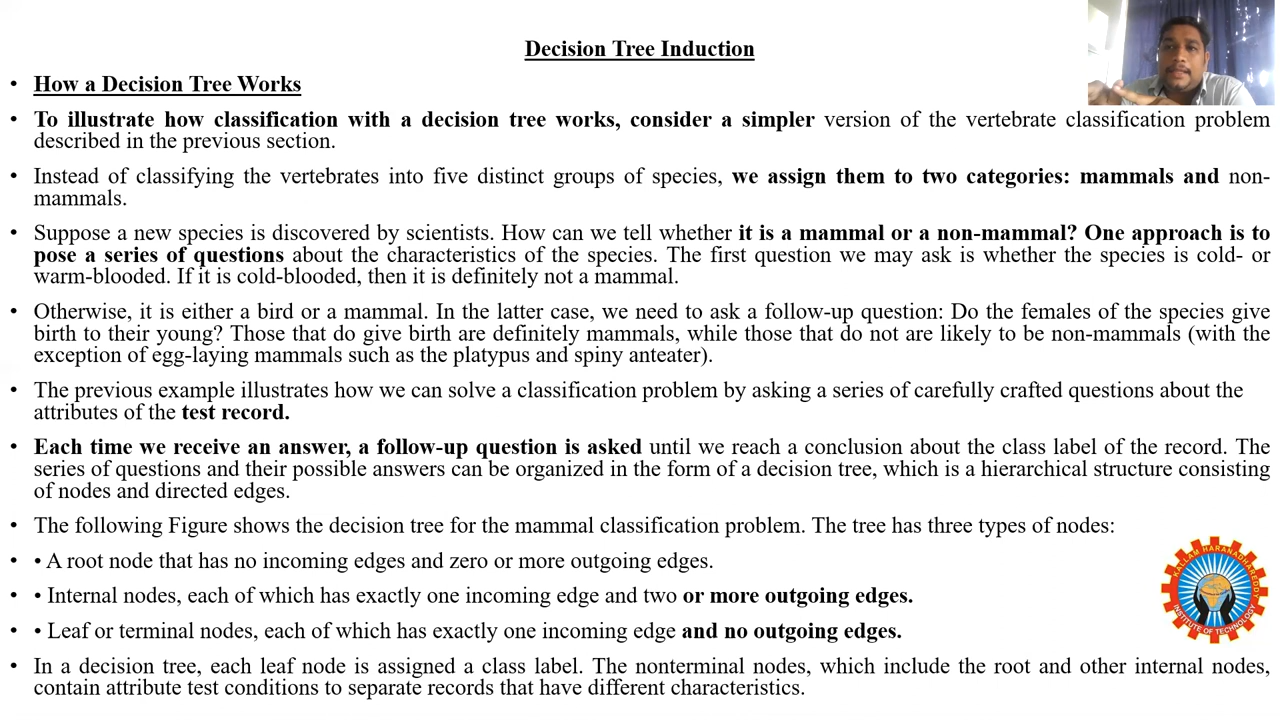 Decision Tree Induction
• How a Decision Tree Works
• To illustrate how classification with a decision tree works, consider a simpler version of the vertebrate classification problem
described in the previous section.
• Instead of classifying the vertebrates into five distinct groups of species, we assign them to two categories: mammals and non-
mammals.
• Suppose a new species is discovered by scientists. How can we tell whether it is a mammal or a non-mammal? One approach is to
pose a series of questions about the characteristics of the species. The first question we may ask is whether the species is cold- or
warm-blooded. If it is cold-blooded, then it is definitely not a mammal.
• Otherwise, it is either a bird or a mammal. In the latter case, we need to ask a follow-up question: Do the females of the species give
birth to their young? Those that do give birth are definitely mammals, while those that do not are likely to be non-mammals (with the
exception of egg-laying mammals such as the platypus and spiny anteater).
• The previous example illustrates how we can solve a classification problem by asking a series of carefully crafted questions about the
attributes of the test record.
• Each time we receive an answer, a follow-up question is asked until we reach a conclusion about the class label of the record. The
series of questions and their possible answers can be organized in the form of a decision tree, which is a hierarchical structure consisting
of nodes and directed edges.
• The following Figure shows the decision tree for the mammal classification problem. The tree has three types of nodes:
• • A root node that has no incoming edges and zero or more outgoing edges.
• • Internal nodes, each of which has exactly one incoming edge and two or more outgoing edges.
• • Leaf or terminal nodes, each of which has exactly one incoming edge and no outgoing edges.
• In a decision tree, each leaf node is assigned a class label. The nonterminal nodes, which include the root and other internal nodes,
contain attribute test conditions to separate records that have different characteristics.
KALLAM HARANADHAREDDY
INSTITUTE OF TECHNOLOGY